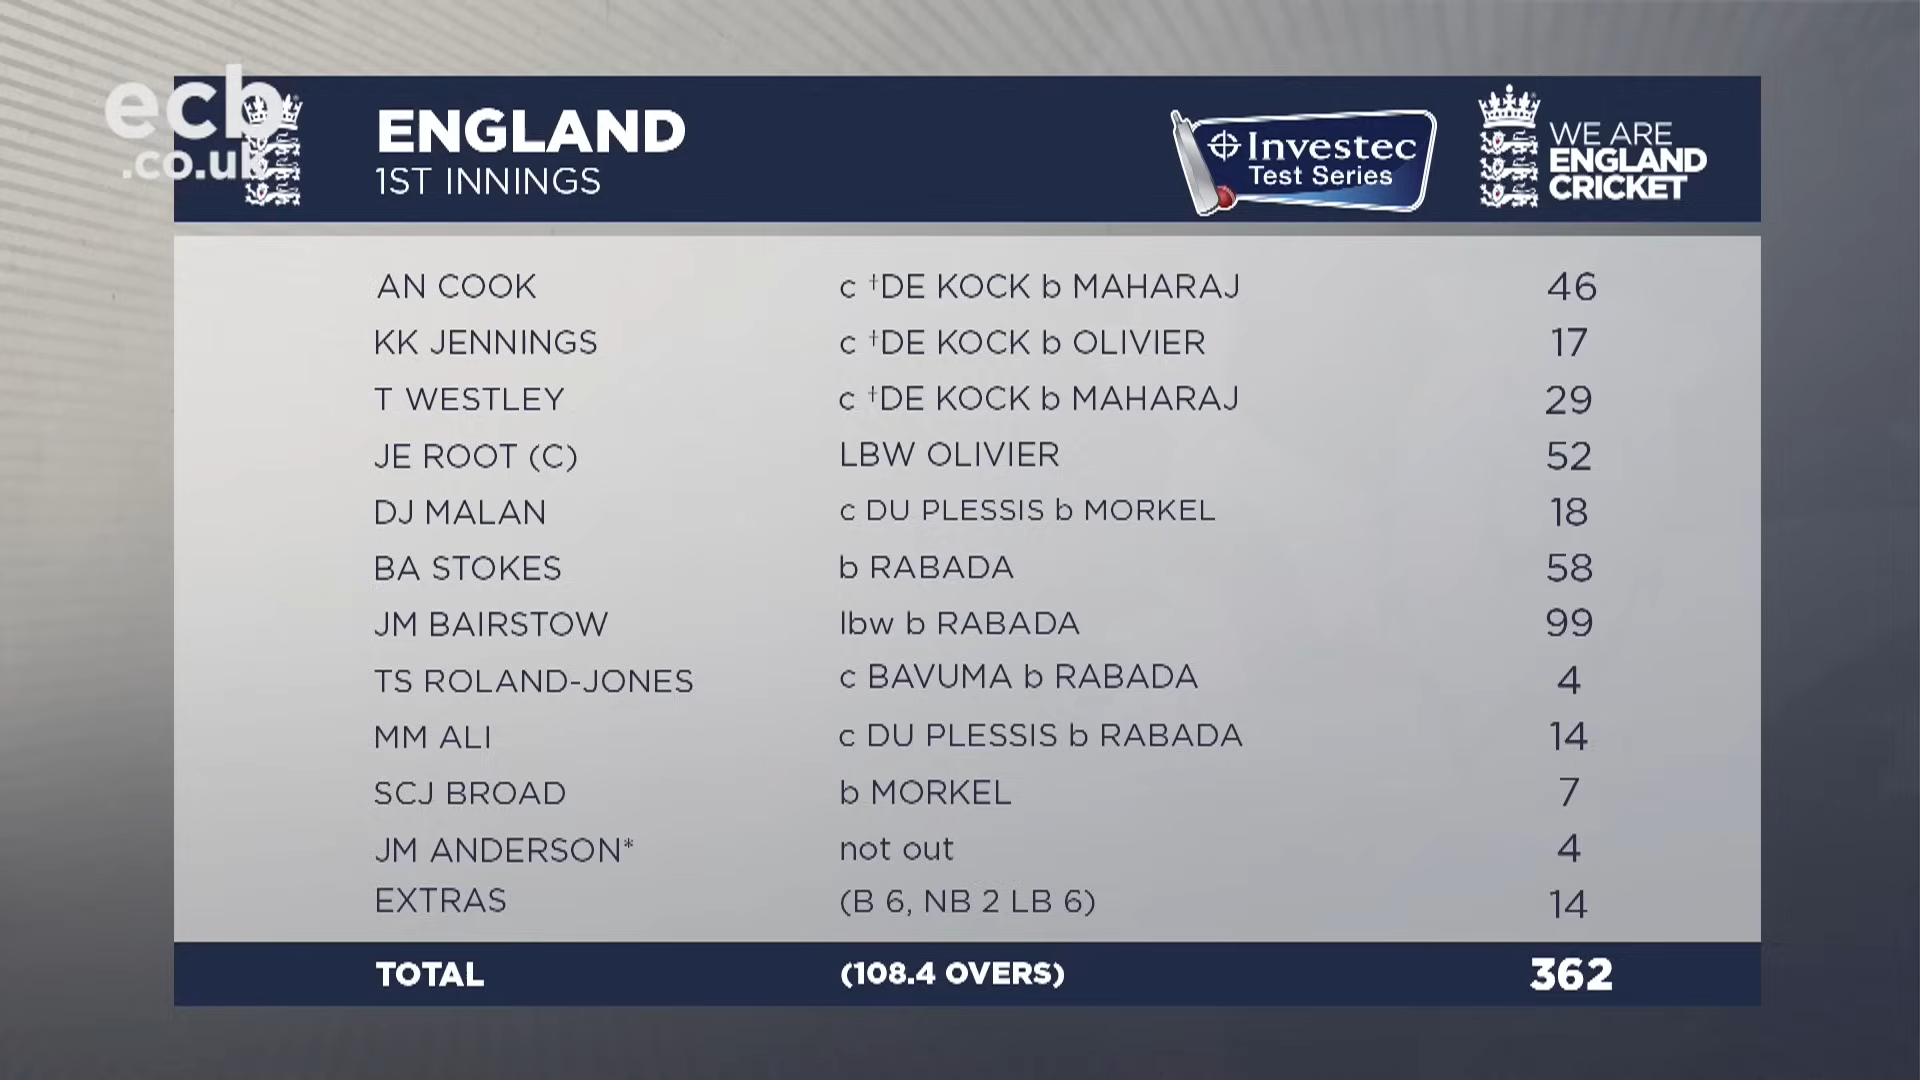 ecb
.co.uk
ENGLAND
1ST INNINGS
Investec
Test Series
WE ARE
ENGLAND
CRICKET
AN COOK c †DE KOCK b MAHARAJ 46
KK JENNINGS c †DE KOCK b OLIVIER 17
T WESTLEY c †DE KOCK b MAHARAJ 29
JE ROOT (C) LBW OLIVIER 52
DJ MALAN c DU PLESSIS b MORKEL 18
BA STOKES b RABADA 58
JM BAIRSTOW lbw b RABADA 99
TS ROLAND-JONES c BAVUMA b RABADA 4
MM ALI c DU PLESSIS b RABADA 14
SCJ BROAD b MORKEL 7
JM ANDERSON* not out 4
EXTRAS (B 6, NB 2 LB 6) 14
TOTAL (108.4 OVERS) 362